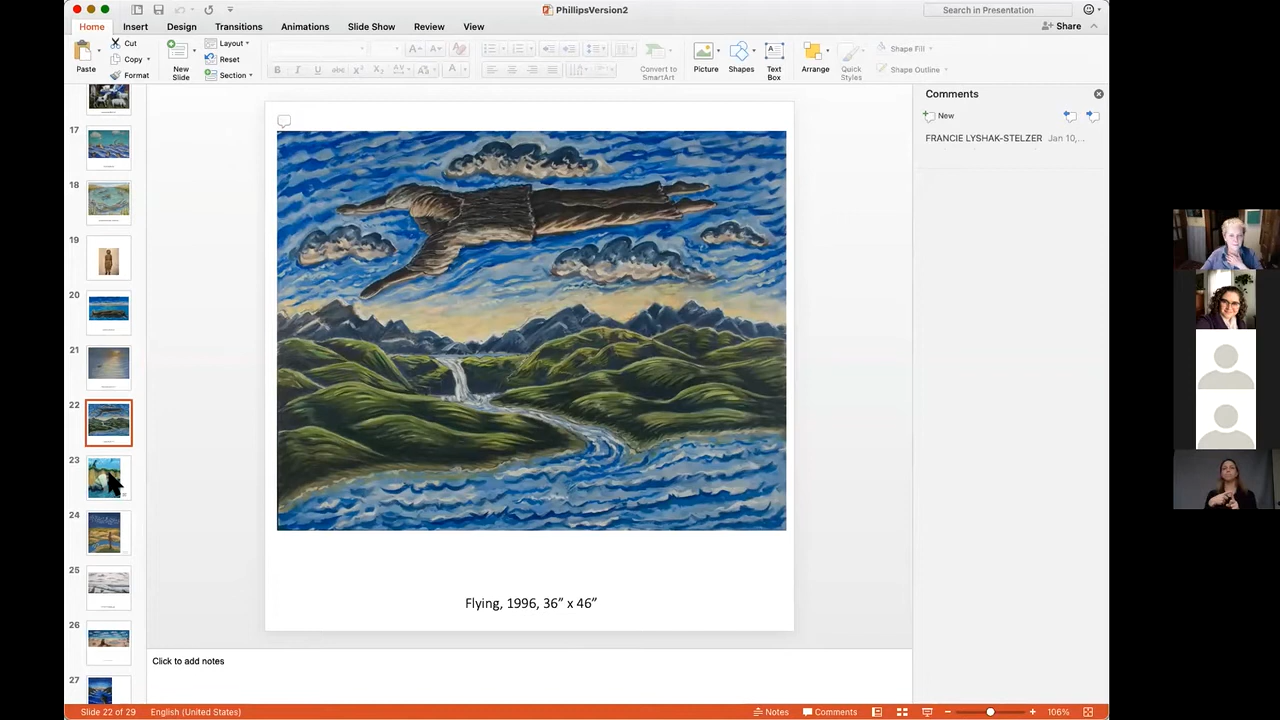 PhillipsVersion2
Search in Presentation
Home Insert Design Transitions Animations Slide Show Review View
Share
Paste
Cut
Copy
Format
New
Slide
Layout
Reset
Section
Convert to
SmartArt
Picture
Shapes
Text
Box
Arrange
Quick
Styles
Shape Fill
Shape Outline
Comments
New
FRANCIE LYSHAK-STELZER Jan 10,...
17
18
19
20
21
22
23
24
25
26
27
Flying, 1996, 36” x 46”
Click to add notes
Slide 22 of 29 English (United States) Notes Comments 106%